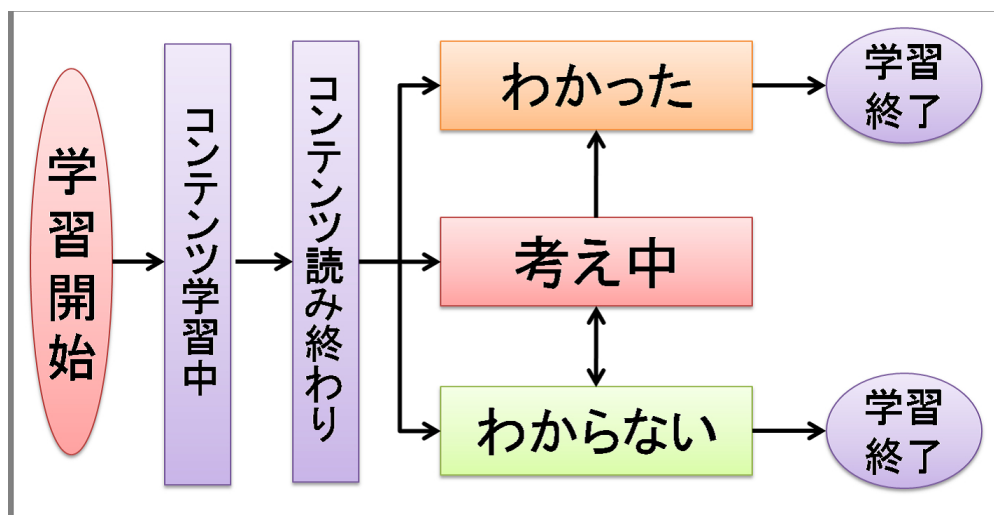 学習開始
コンテンツ学習中
コンテンツ読み終わり
わかった
学習
終了
考え中
わからない
学習
終了